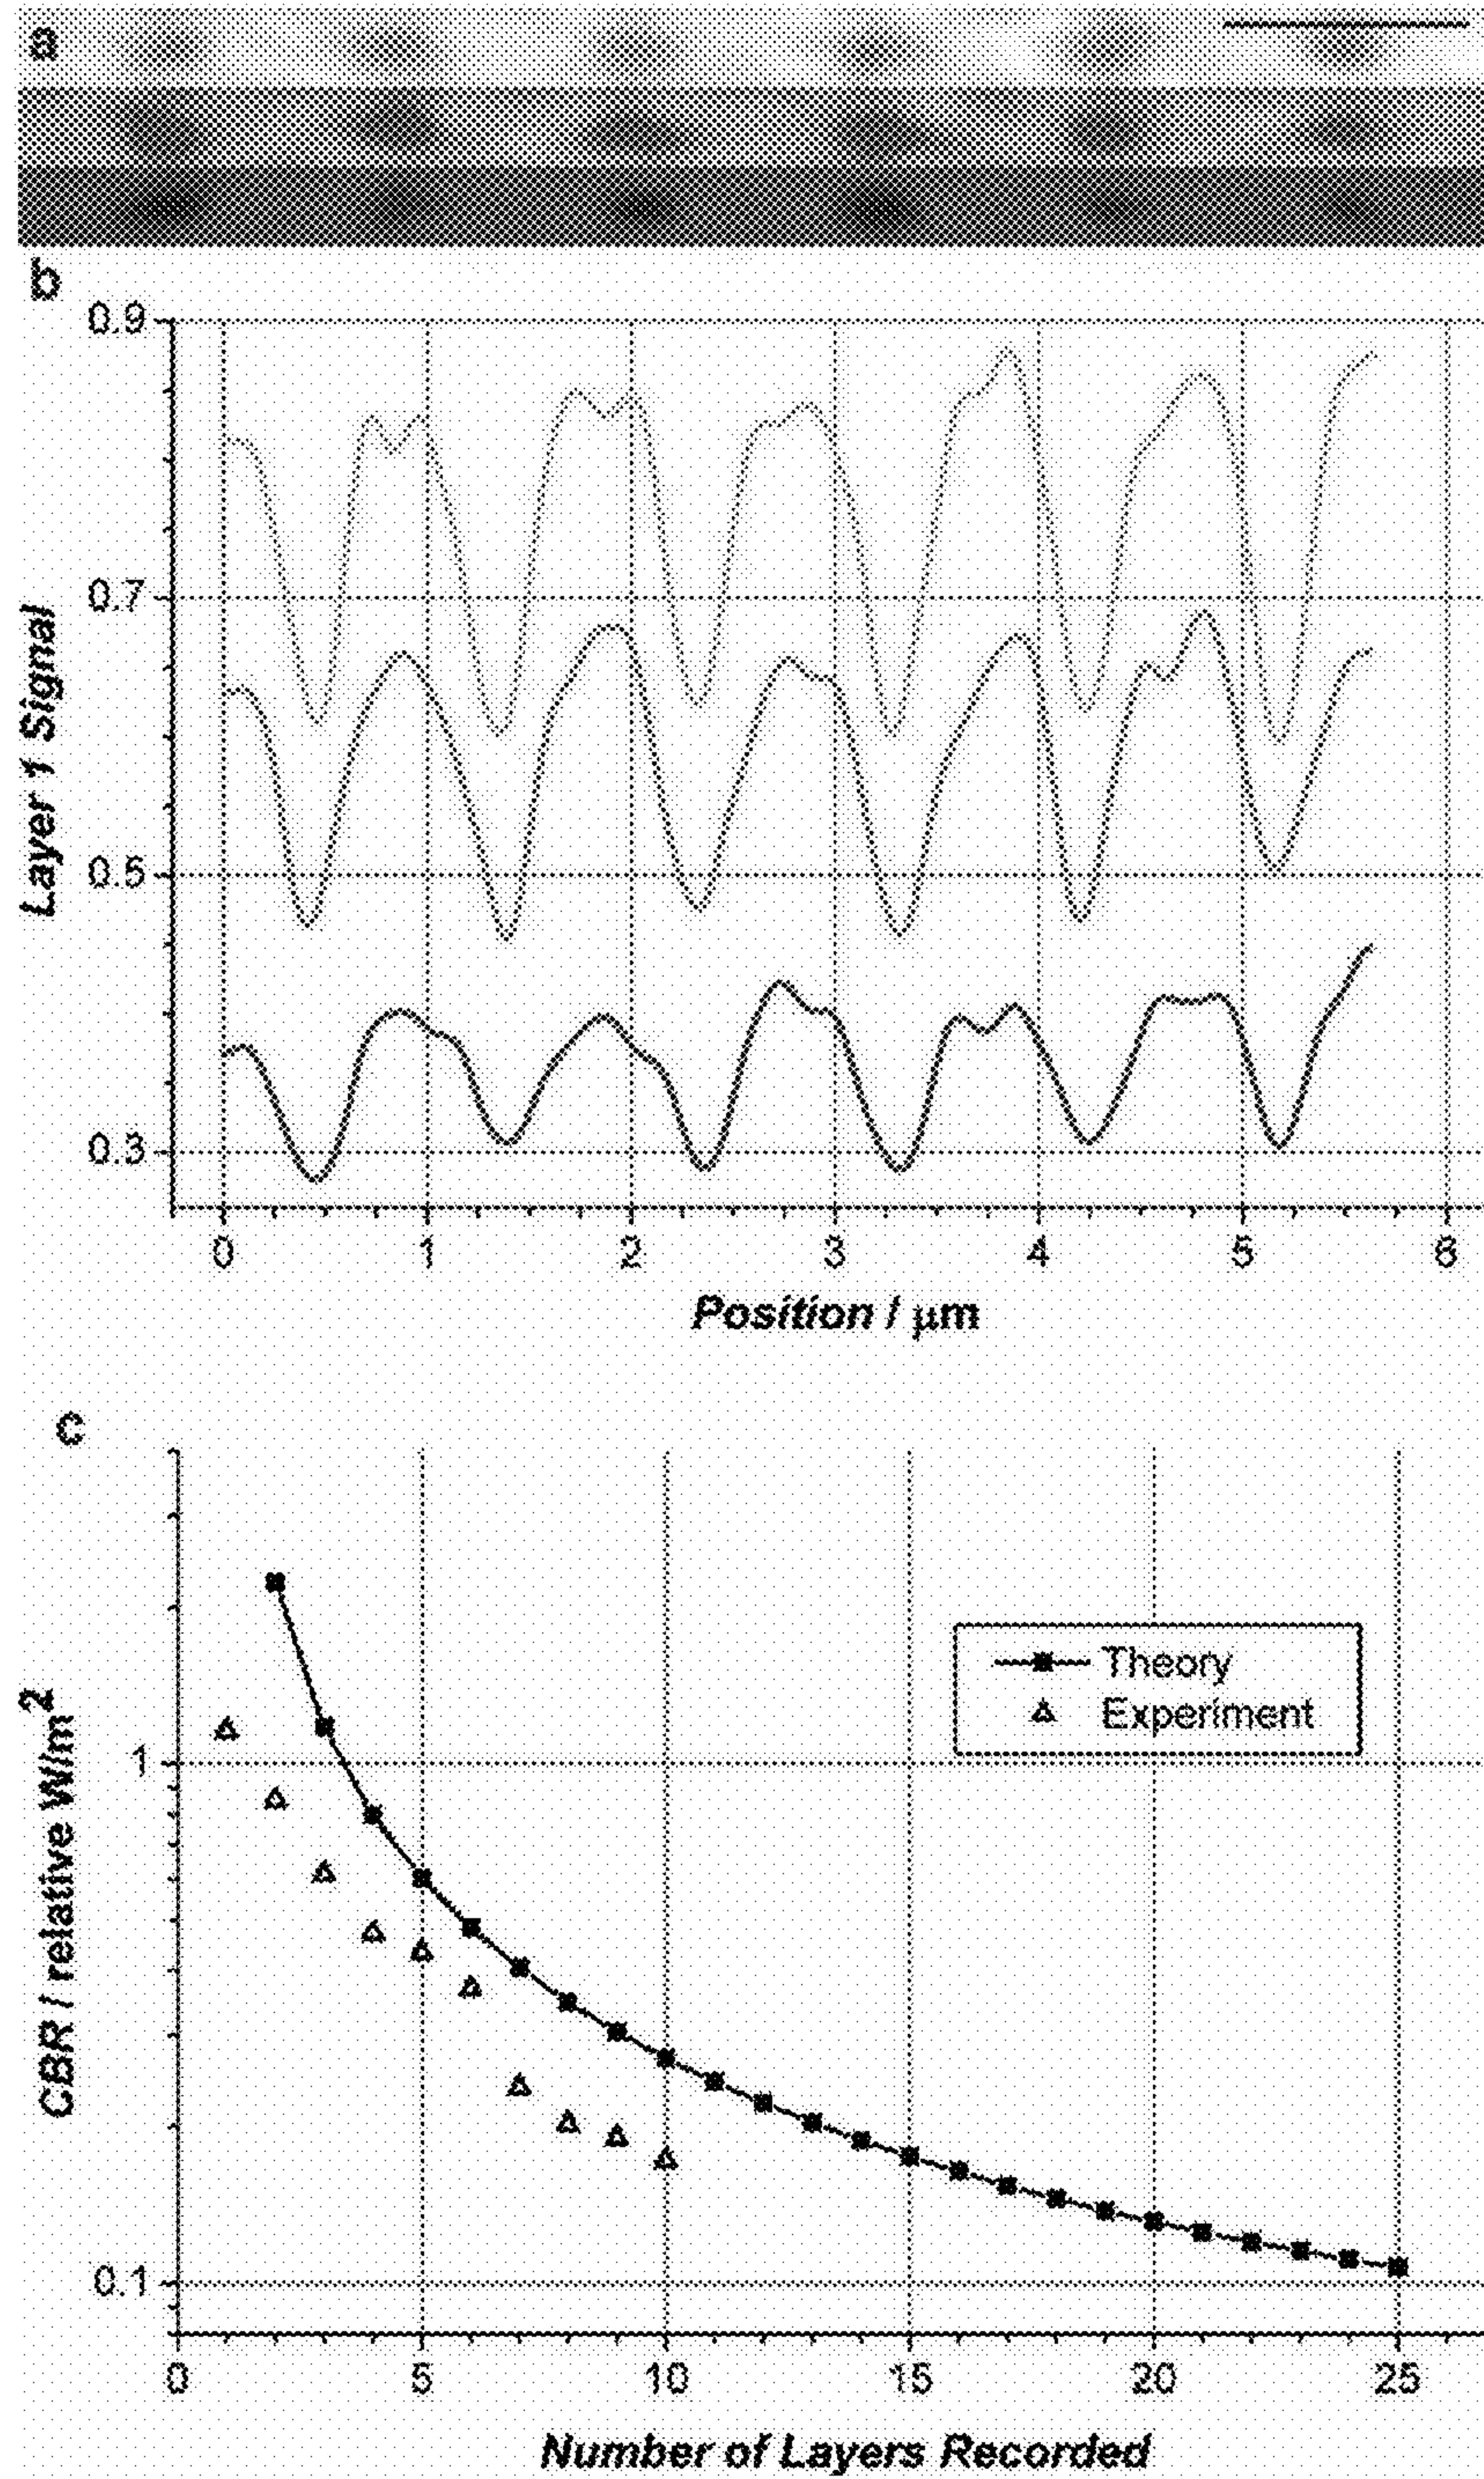 a
b
0.9
0.7
0.5
0.3
Layer 1 Signal
0 1 2 3 4 5 6
Position / µm
c
Theory
Experiment
1
0.1
CBR / relative W/m²
0 5 10 15 20 25
Number of Layers Recorded